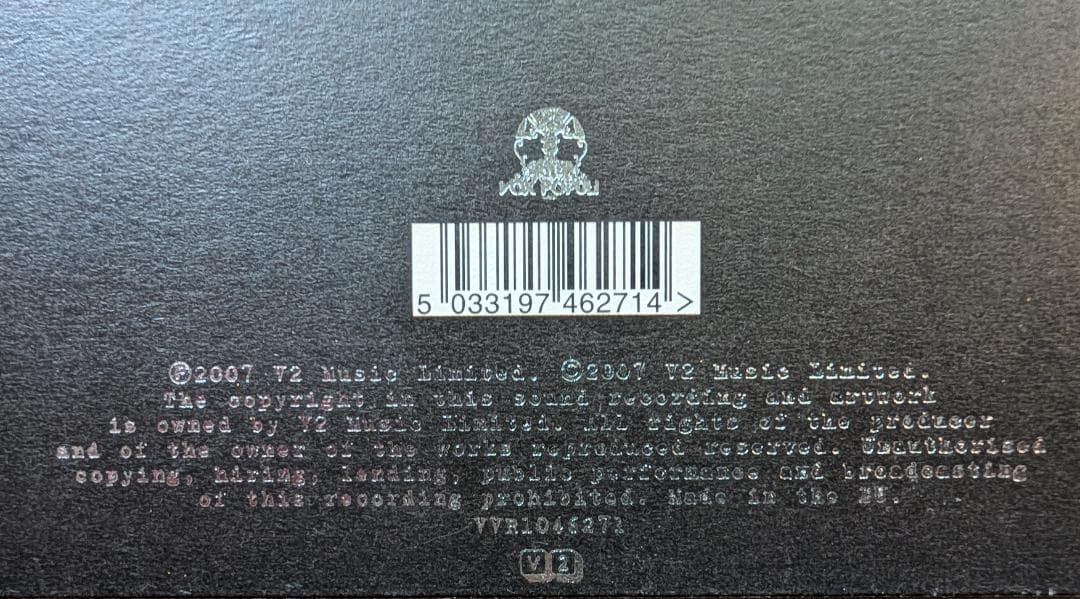 VOX POPULI
5 033197 462714 >
℗2007 V2 Music Limited. ©2007 V2 Music Limited.
The copyright in this sound recording and artwork
is owned by V2 Music Limited. All rights of the producer
and of the owner of the works reproduced reserved. Unauthorised
copying, hiring, lending, public performance and broadcasting
of this recording prohibited. Made in the EU.
VVR1046271
V2